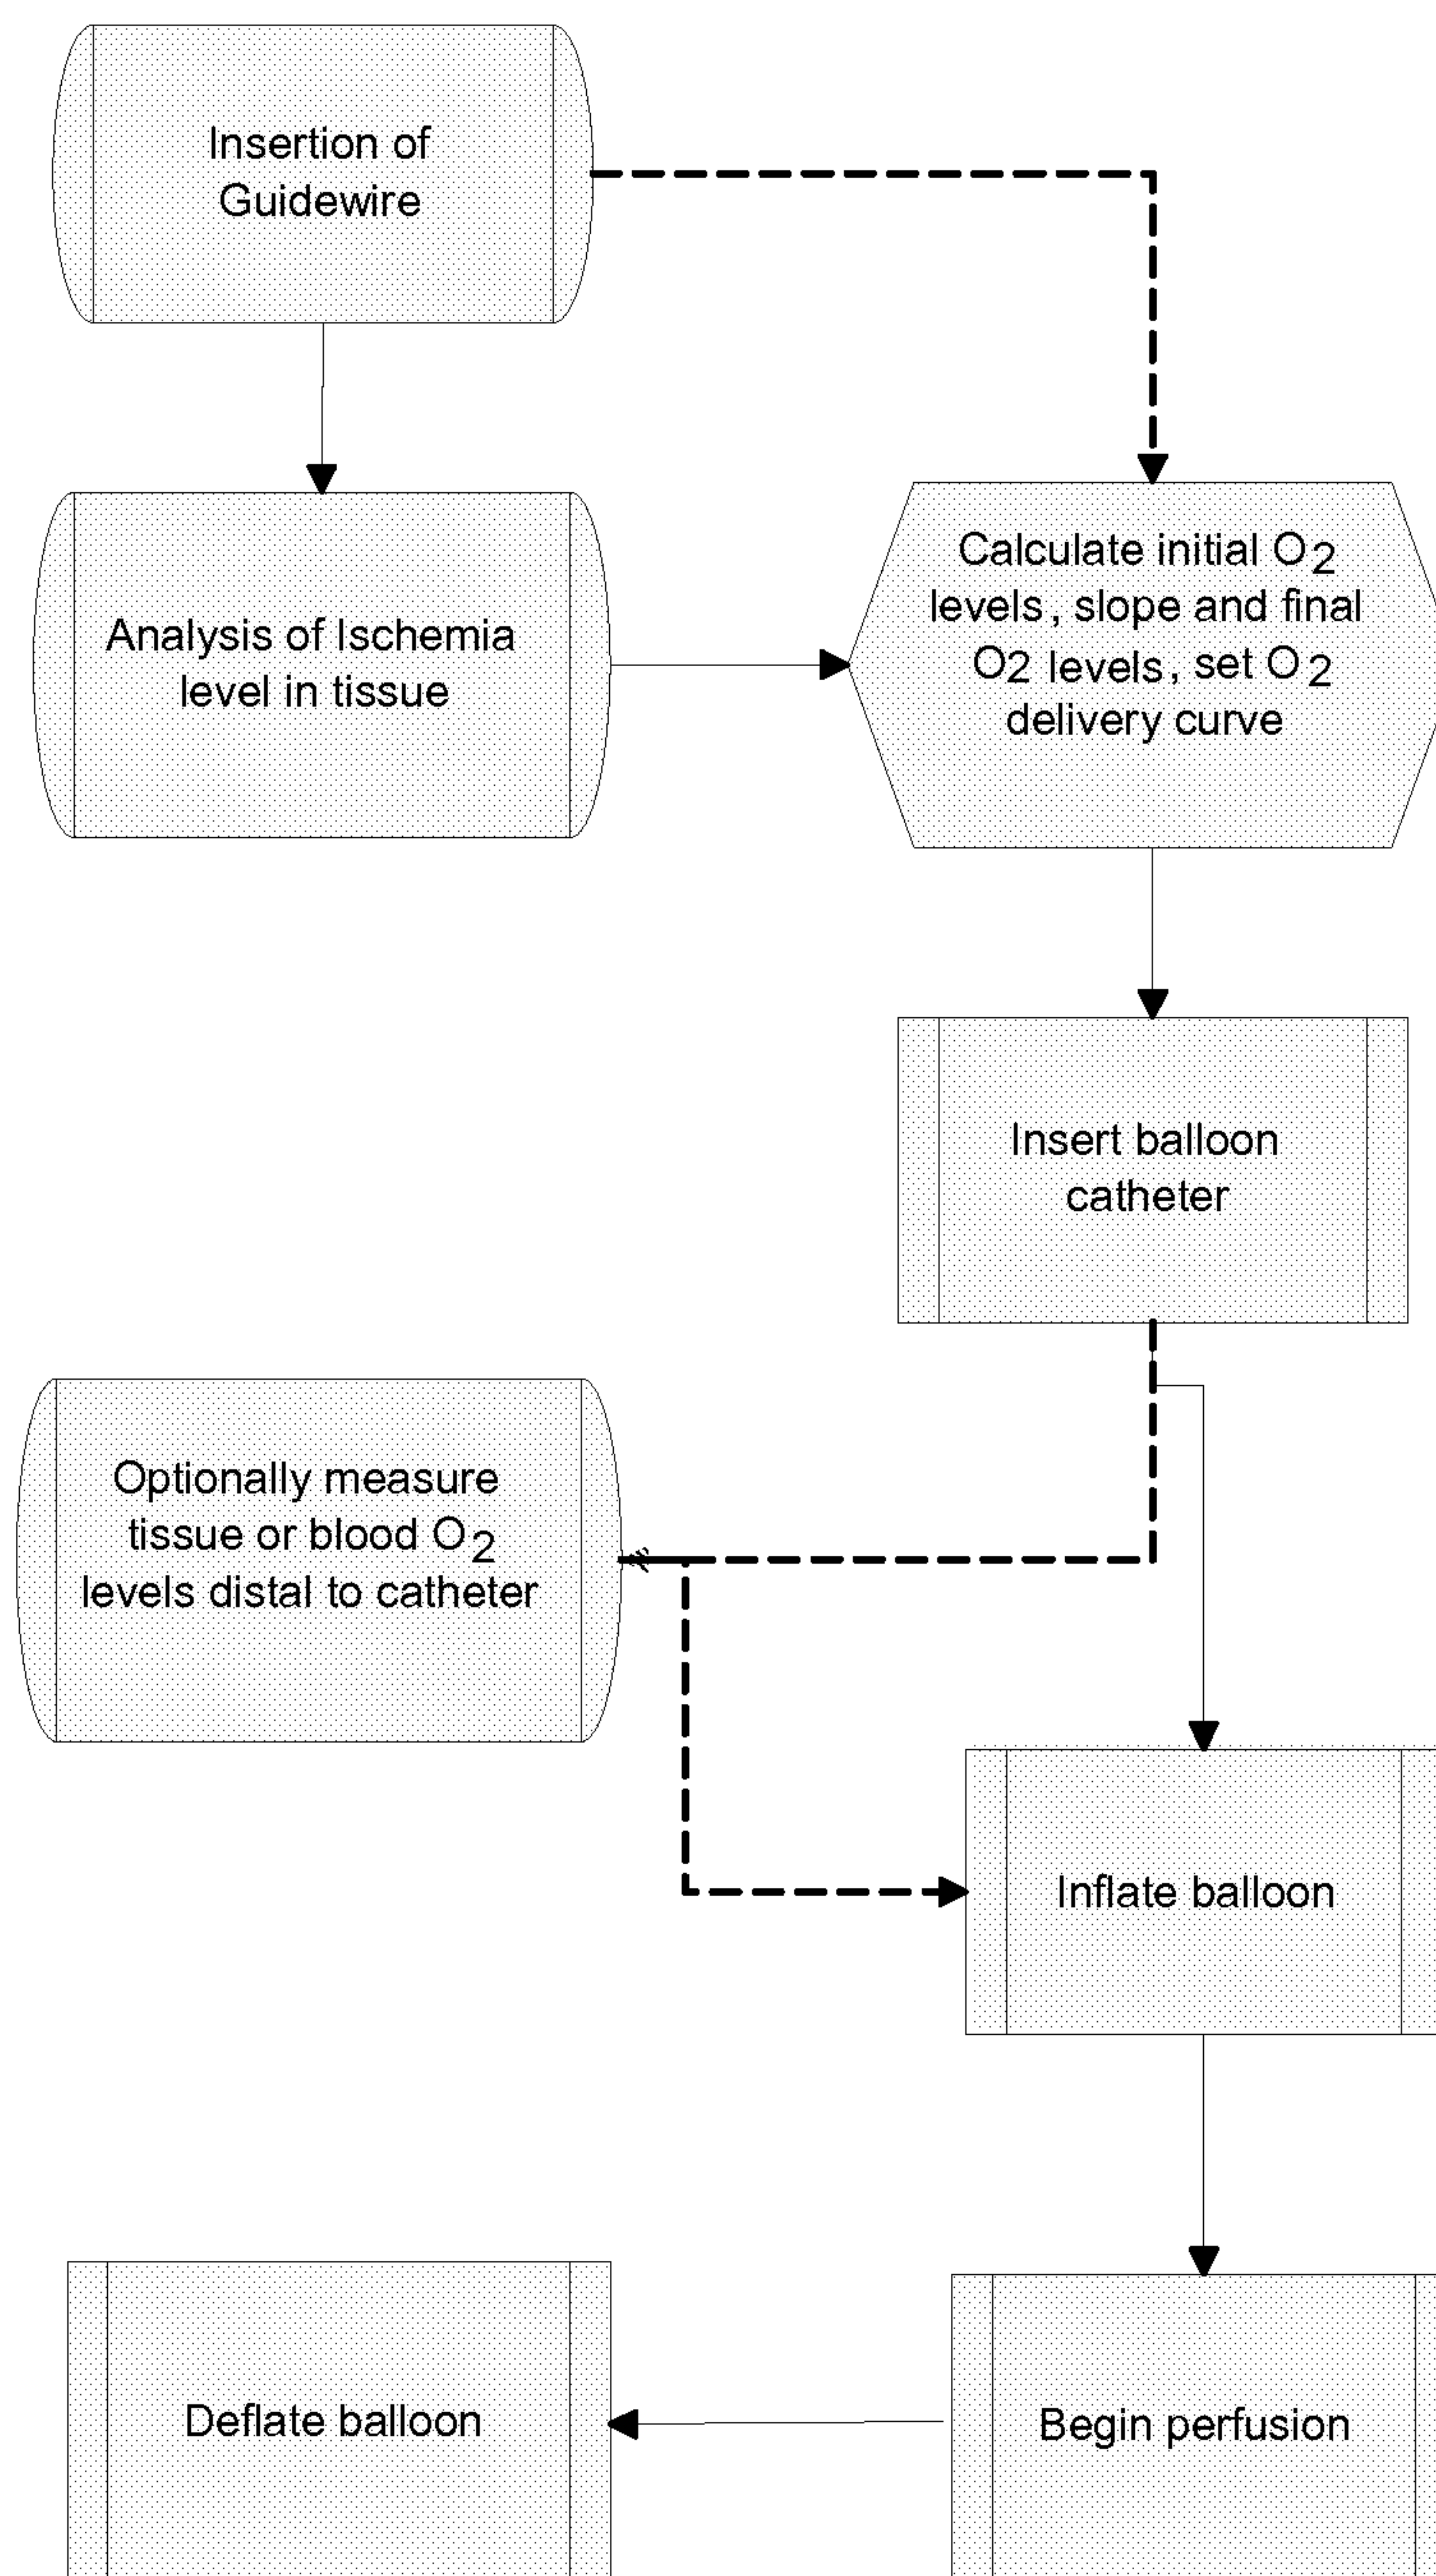 Insertion of
Guidewire
Analysis of Ischemia
level in tissue
Calculate initial O₂
levels, slope and final
O2 levels, set O₂
delivery curve
Insert balloon
catheter
Optionally measure
tissue or blood O₂
levels distal to catheter
Inflate balloon
Deflate balloon
Begin perfusion